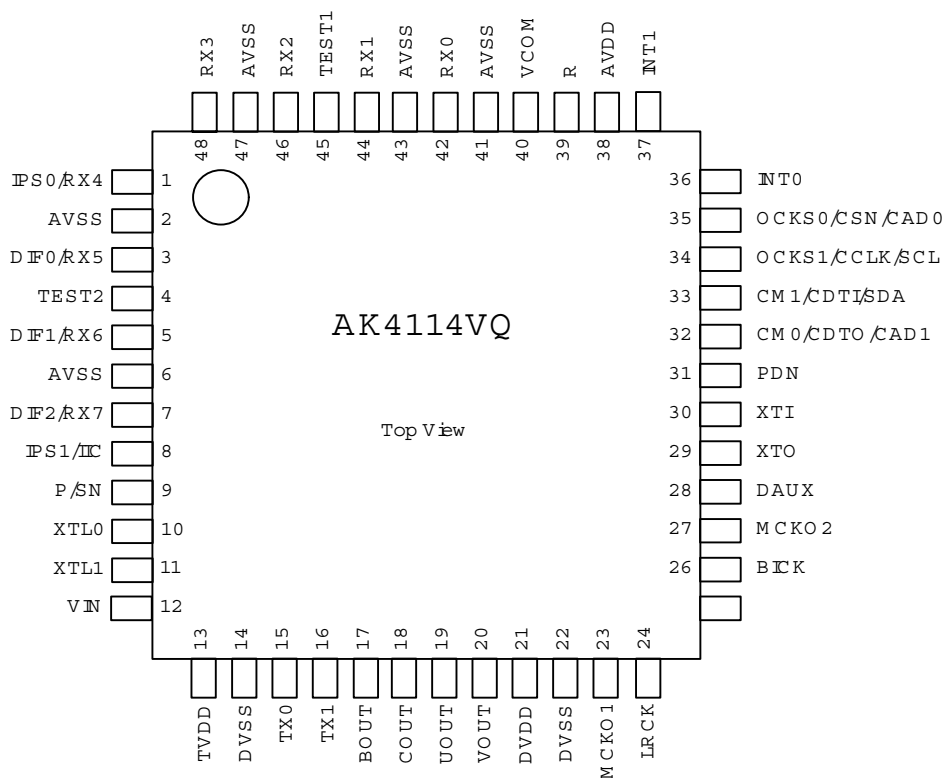 RX3
AVSS
RX2
TEST1
RX1
AVSS
RX0
AVSS
VCOM
R
AVDD
INT1
48
47
46
45
44
43
42
41
40
39
38
37
IPS0/RX4 1
AVSS 2
DIF0/RX5 3
TEST2 4
DIF1/RX6 5
AVSS 6
DIF2/RX7 7
IPS1/IIC 8
P/SN 9
XTL0 10
XTL1 11
VIN 12
AK4114VQ
Top View
36 INT0
35 OCKS0/CSN/CAD0
34 OCKS1/CCLK/SCL
33 CM1/CDTI/SDA
32 CM0/CDTO/CAD1
31 PDN
30 XTI
29 XTO
28 DAUX
27 MCKO2
26 BICK
13
14
15
16
17
18
19
20
21
22
23
24
TVDD
DVSS
TX0
TX1
BOUT
COUT
UOUT
VOUT
DVDD
DVSS
MCKO1
LRCK